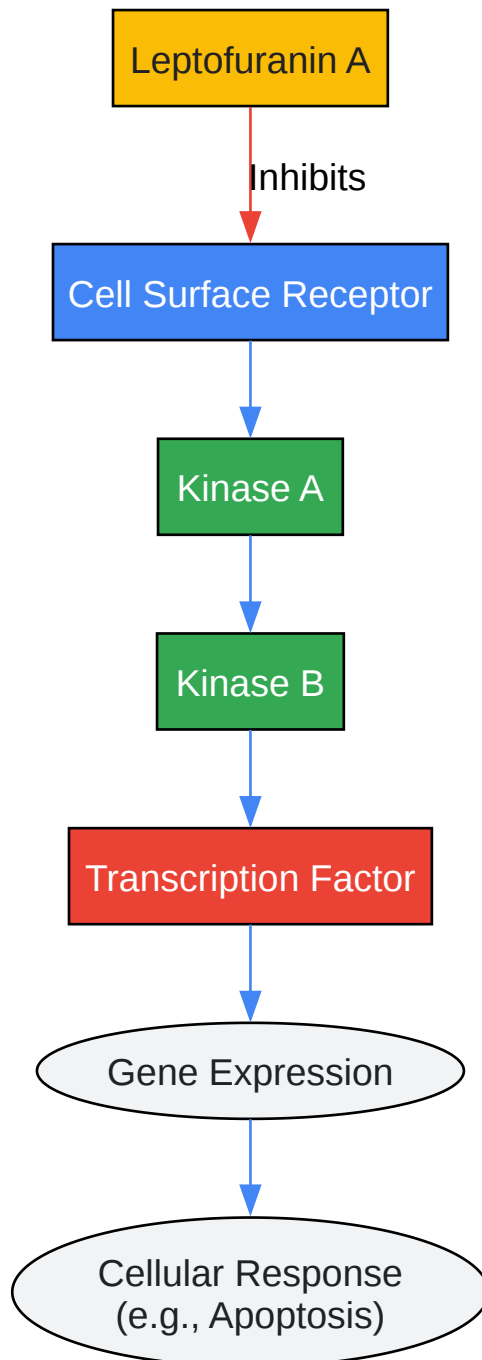 Leptofuranin A
Inhibits
Cell Surface Receptor
Kinase A
Kinase B
Transcription Factor
Gene Expression
Cellular Response
(e.g., Apoptosis)